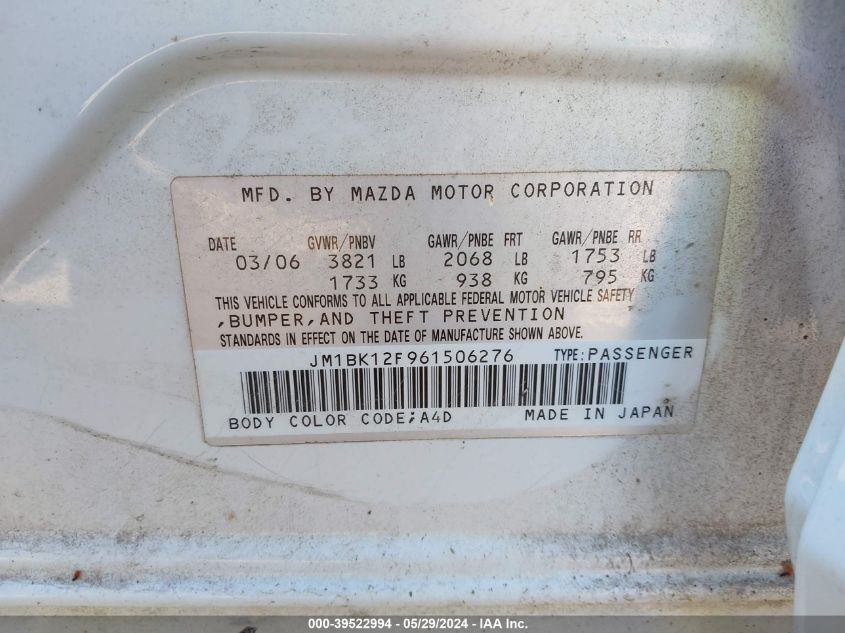 MFD. BY MAZDA MOTOR CORPORATION
DATE GVWR/PNBV GAWR/PNBE FRT GAWR/PNBE RR
03/06 3821 LB 2068 LB 1753 LB
1733 KG 938 KG 795 KG
THIS VEHICLE CONFORMS TO ALL APPLICABLE FEDERAL MOTOR VEHICLE SAFETY
,BUMPER,AND THEFT PREVENTION
STANDARDS IN EFFECT ON THE DATE OF MANUFACTURE SHOWN ABOVE.
JM1BK12F961506276 TYPE:PASSENGER
BODY COLOR CODE;A4D MADE IN JAPAN
000-39522994 - 05/29/2024 - IAA Inc.